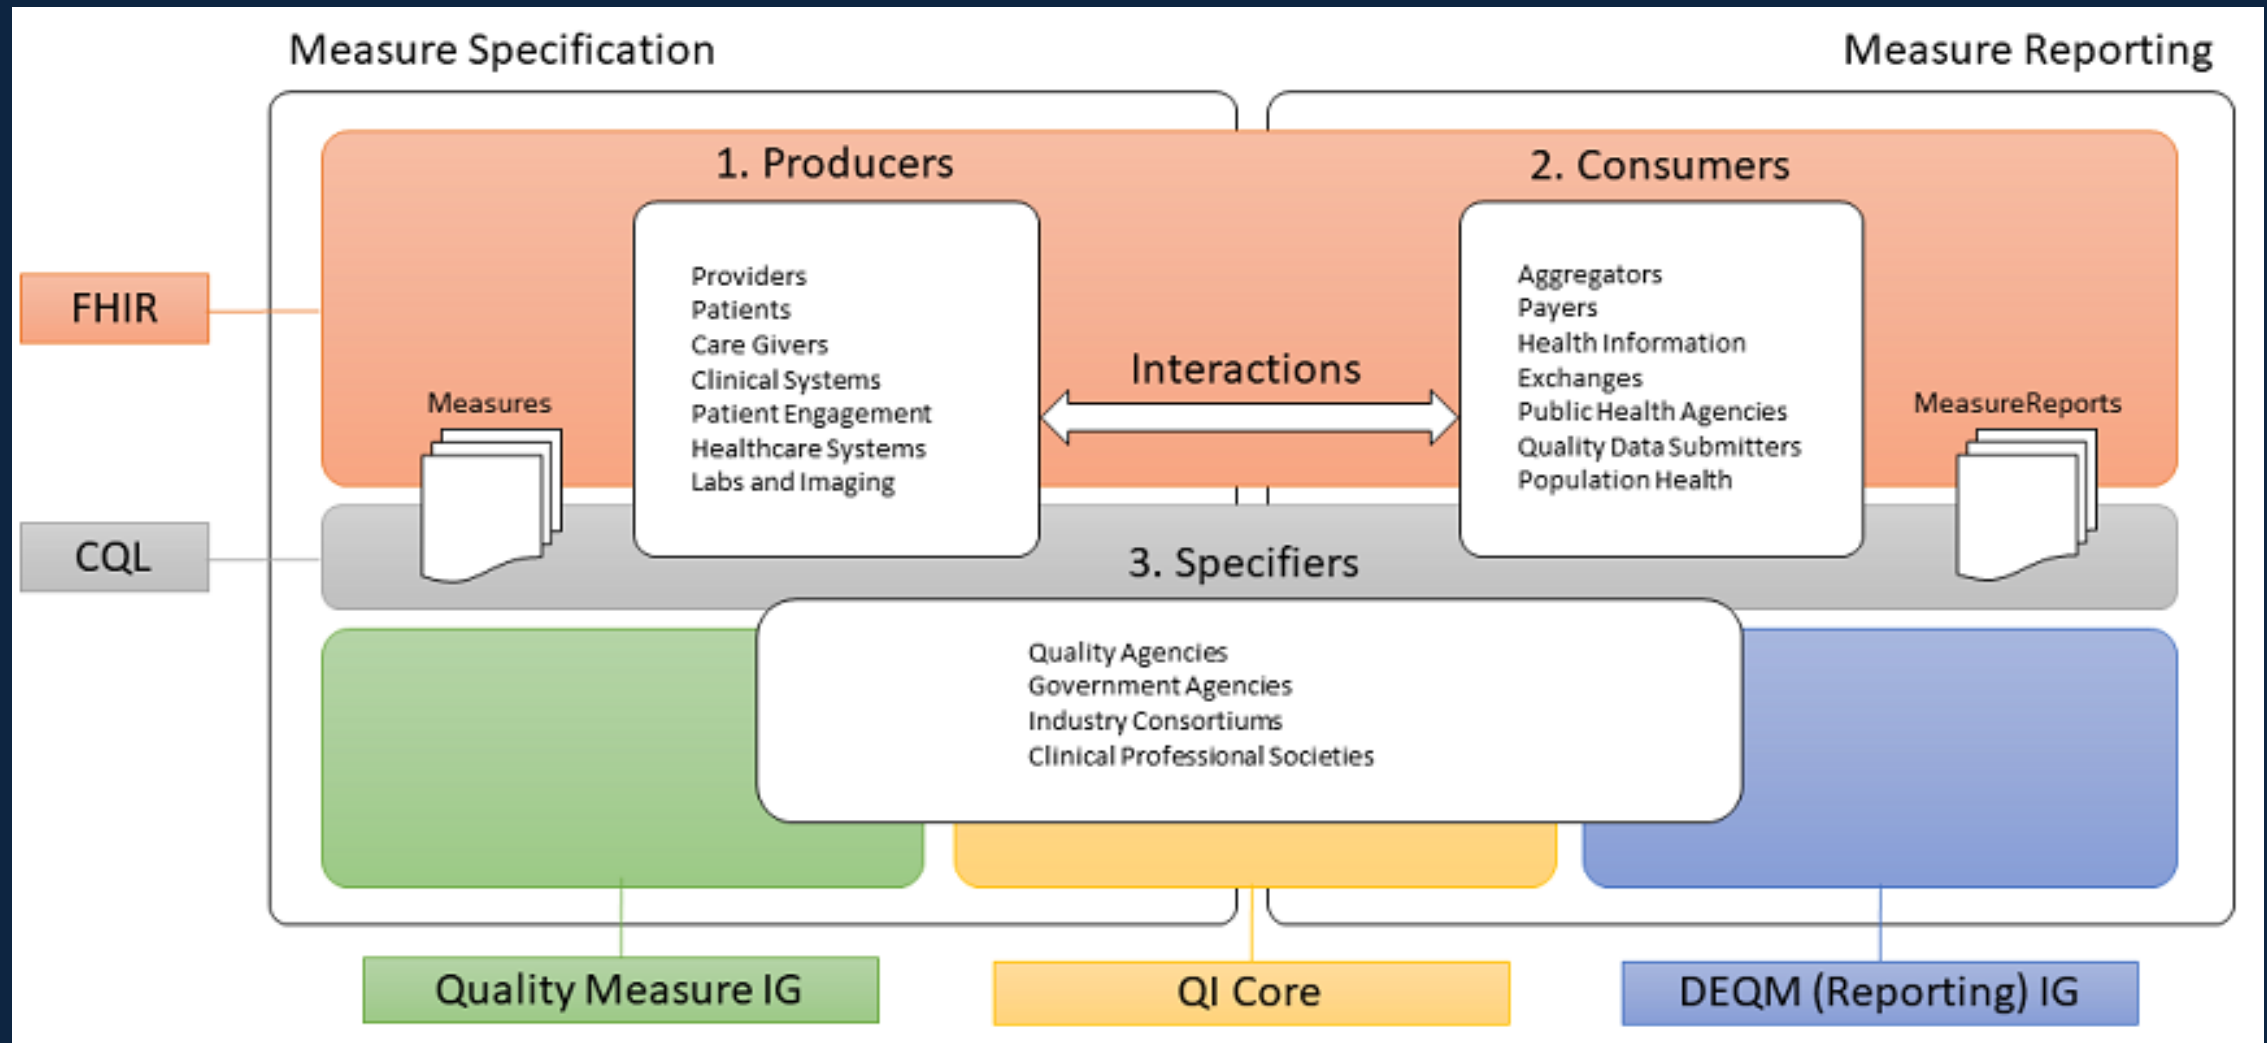 Measure Specification
Measure Reporting
1. Producers
2. Consumers
Providers
Patients
Care Givers
Clinical Systems
Patient Engagement
Healthcare Systems
Labs and Imaging
Aggregators
Payers
Health Information
Exchanges
Public Health Agencies
Quality Data Submitters
Population Health
FHIR
Interactions
Measures
MeasureReports
CQL
3. Specifiers
Quality Agencies
Government Agencies
Industry Consortiums
Clinical Professional Societies
Quality Measure IG
QI Core
DEQM (Reporting) IG